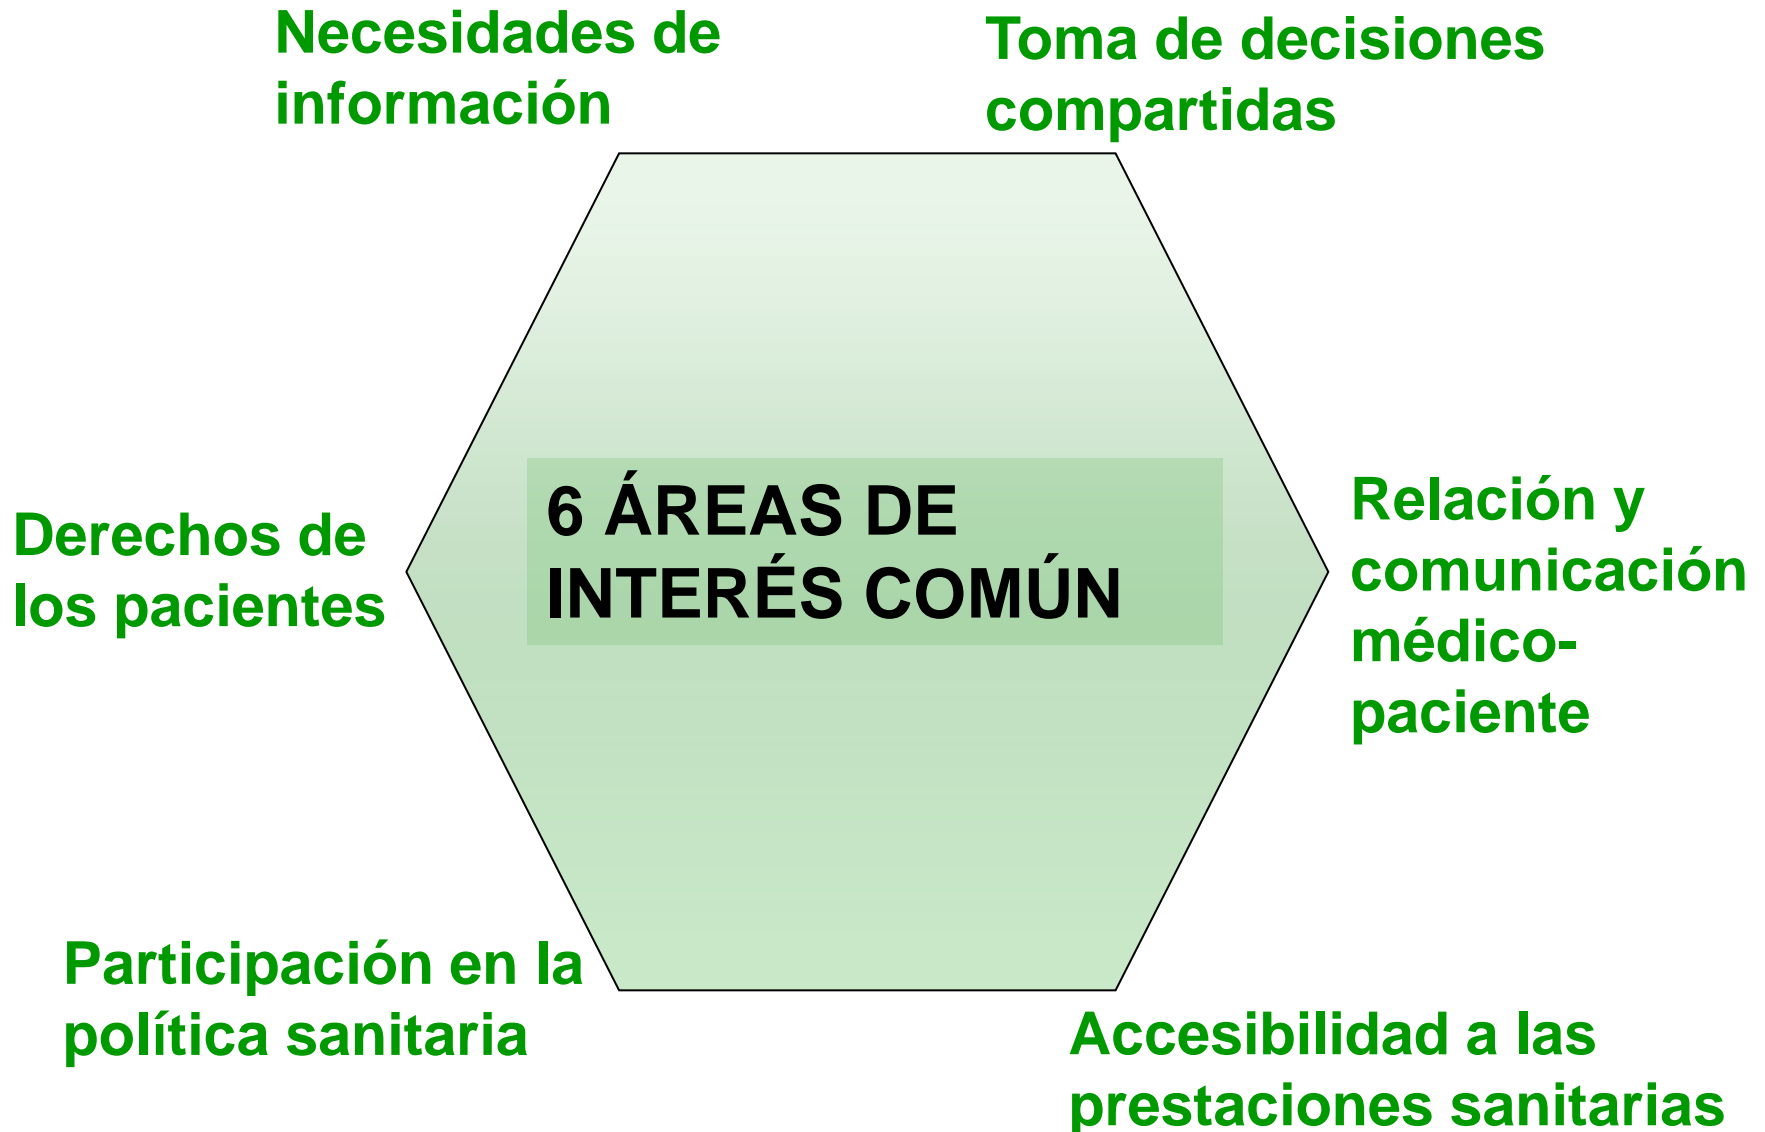 Necesidades de
información
Toma de decisiones
compartidas
6 ÁREAS DE
INTERÉS COMÚN
Derechos de
los pacientes
Relación y
comunicación
médico-
paciente
Participación en la
política sanitaria
Accesibilidad a las
prestaciones sanitarias